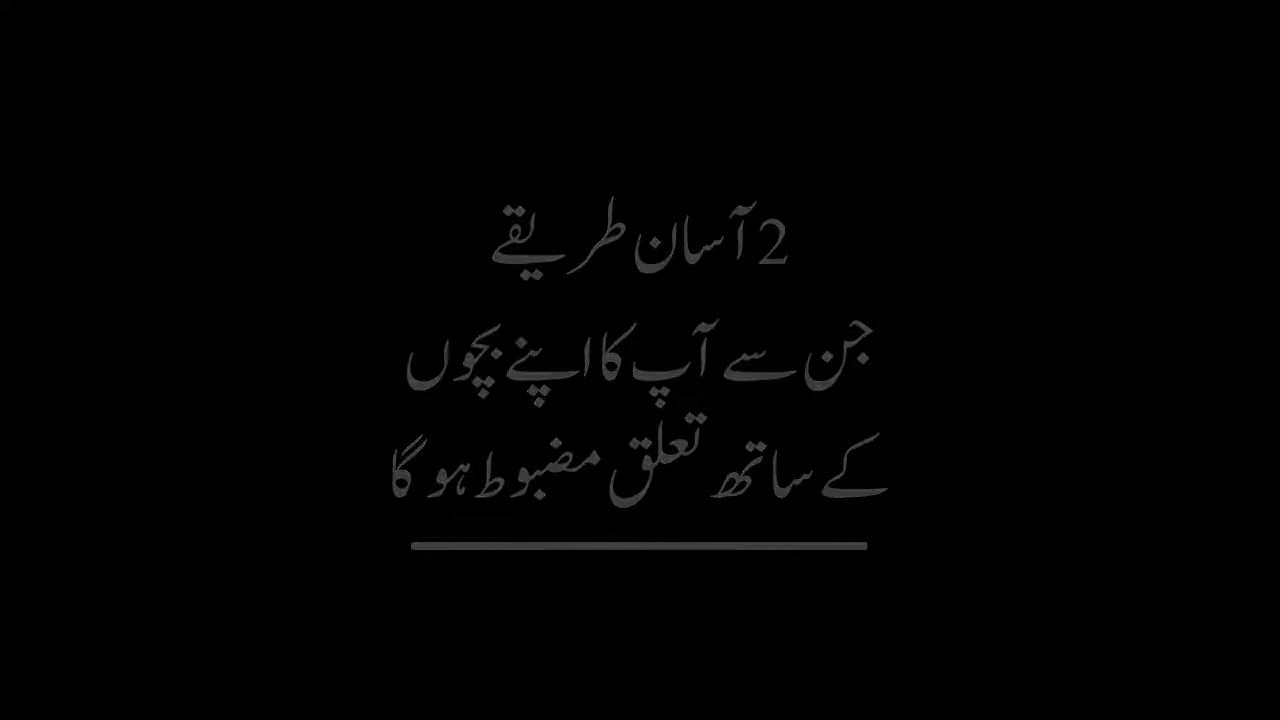 2 آسان طریقے
جن سے آپ کا اپنے بچوں
کے ساتھ تعلق مضبوط ہو گا